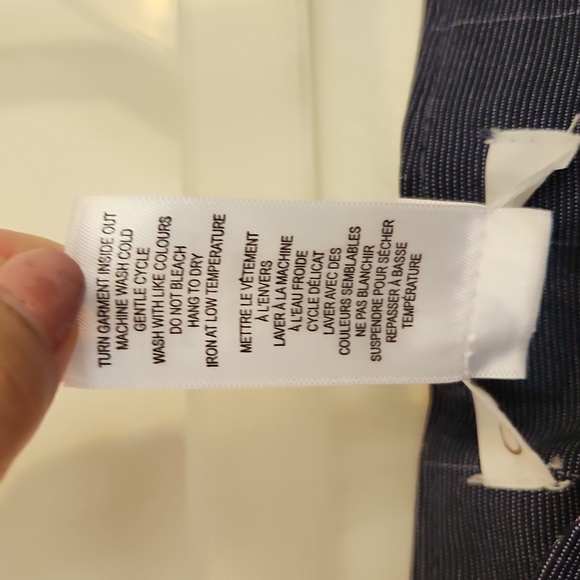 TURN GARMENT INSIDE OUT
MACHINE WASH COLD
GENTLE CYCLE
WASH WITH LIKE COLOURS
DO NOT BLEACH
HANG TO DRY
IRON AT LOW TEMPERATURE
METTRE LE VÊTEMENT
À L'ENVERS
LAVER À LA MACHINE
À L'EAU FROIDE
CYCLE DÉLICAT
LAVER AVEC DES
COULEURS SEMBLABLES
NE PAS BLANCHIR
SUSPENDRE POUR SÉCHER
REPASSER À BASSE
TEMPÉRATURE